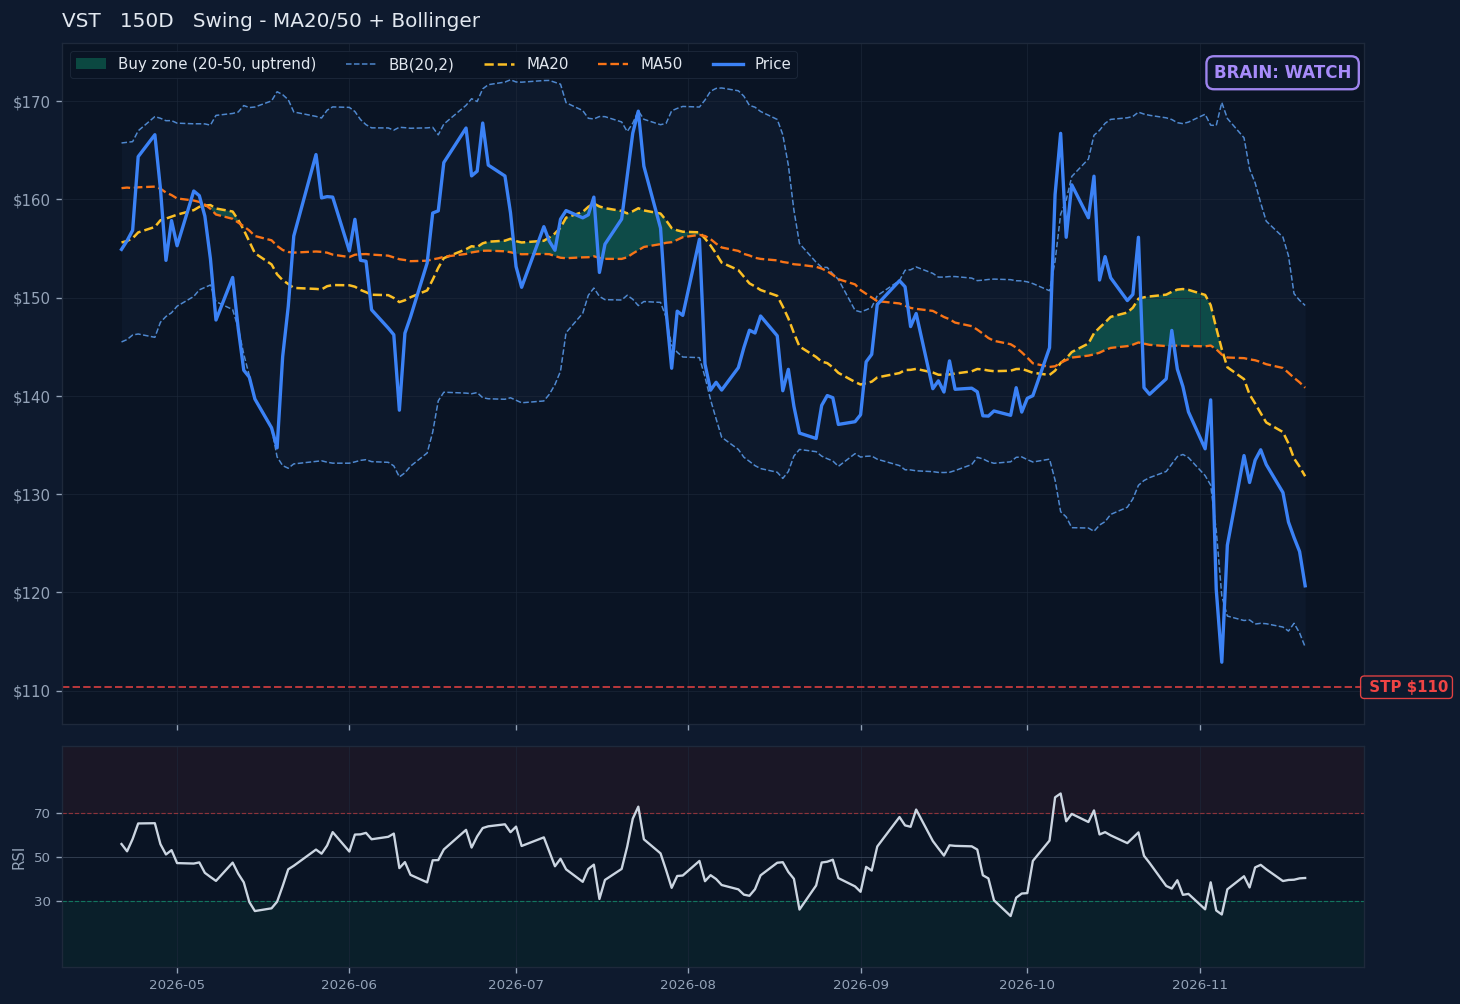 VST 150D Swing - MA20/50 + Bollinger
Buy zone (20-50, uptrend) BB(20,2) MA20 MA50 Price
BRAIN: WATCH
$170
$160
$150
$140
$130
$120
$110
STP $110
RSI
70
50
30
2026-05 2026-06 2026-07 2026-08 2026-09 2026-10 2026-11